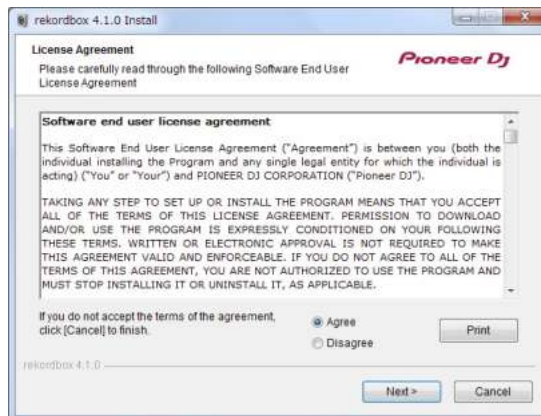 rekordbox 4.1.0 Install
License Agreement
Please carefully read through the following Software End User
License Agreement
Pioneer Dj
Software end user license agreement
This Software End User License Agreement ("Agreement") is between you (both the
individual installing the Program and any single legal entity for which the individual is
acting) ("You" or "Your") and PIONEER DJ CORPORATION ("Pioneer DJ").
TAKING ANY STEP TO SET UP OR INSTALL THE PROGRAM MEANS THAT YOU ACCEPT
ALL OF THE TERMS OF THIS LICENSE AGREEMENT. PERMISSION TO DOWNLOAD
AND/OR USE THE PROGRAM IS EXPRESSLY CONDITIONED ON YOUR FOLLOWING
THESE TERMS. WRITTEN OR ELECTRONIC APPROVAL IS NOT REQUIRED TO MAKE
THIS AGREEMENT VALID AND ENFORCEABLE. IF YOU DO NOT AGREE TO ALL OF THE
TERMS OF THIS AGREEMENT, YOU ARE NOT AUTHORIZED TO USE THE PROGRAM AND
MUST STOP INSTALLING IT OR UNINSTALL IT, AS APPLICABLE.
If you do not accept the terms of the agreement,
click [Cancel] to finish.
Agree
Disagree
Print
rekordbox 4.1.0
Next >
Cancel